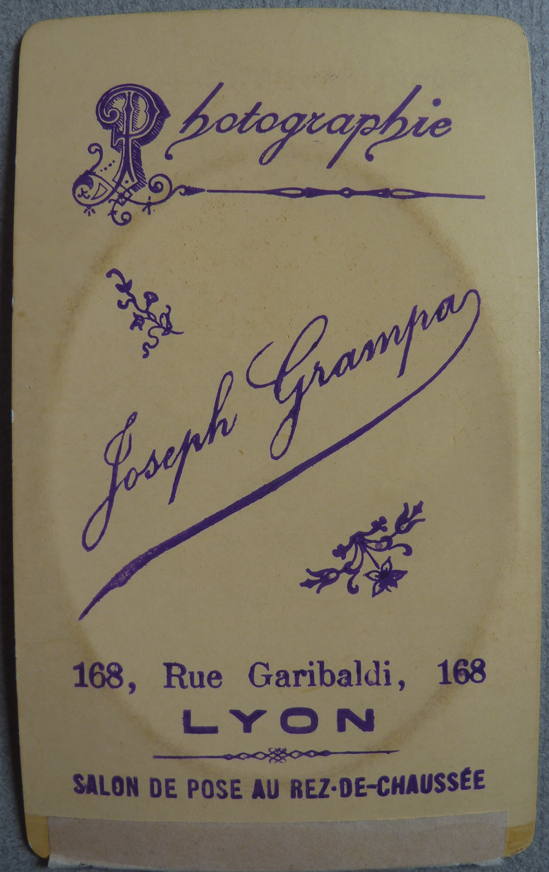 Photographie
Joseph Grampa
168, Rue Garibaldi, 168
LYON
SALON DE POSE AU REZ-DE-CHAUSSÉE